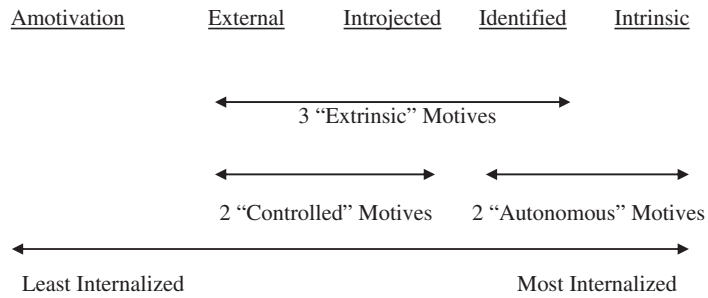 Amotivation External Introjected Identified Intrinsic
3 “Extrinsic” Motives
2 “Controlled” Motives 2 “Autonomous” Motives
Least Internalized Most Internalized